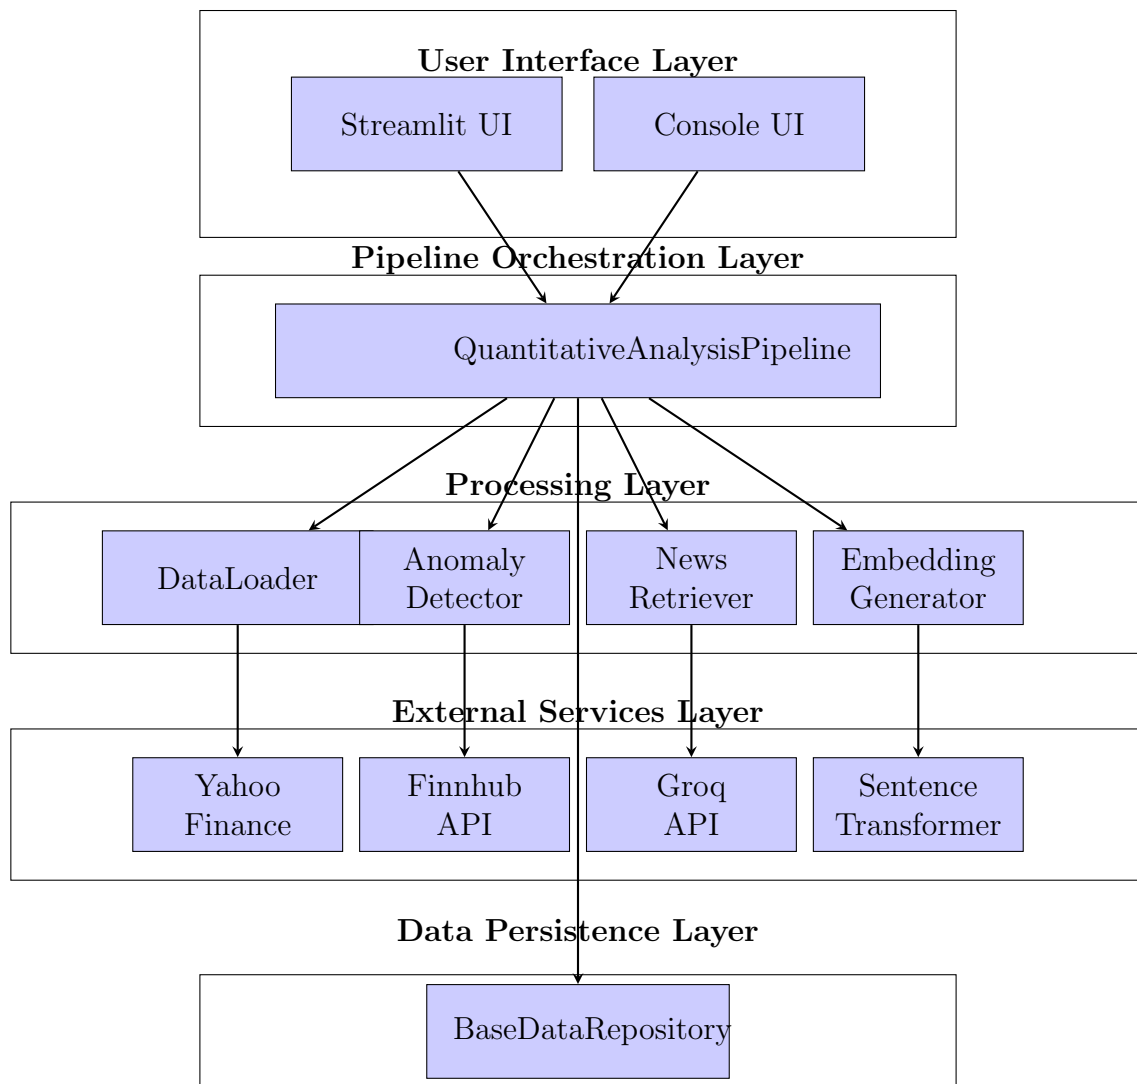 User Interface Layer
Streamlit UI
Console UI
Pipeline Orchestration Layer
QuantitativeAnalysisPipeline
Processing Layer
DataLoader
Anomaly
Detector
News
Retriever
Embedding
Generator
External Services Layer
Yahoo
Finance
Finnhub
API
Groq
API
Sentence
Transformer
Data Persistence Layer
BaseDataRepository